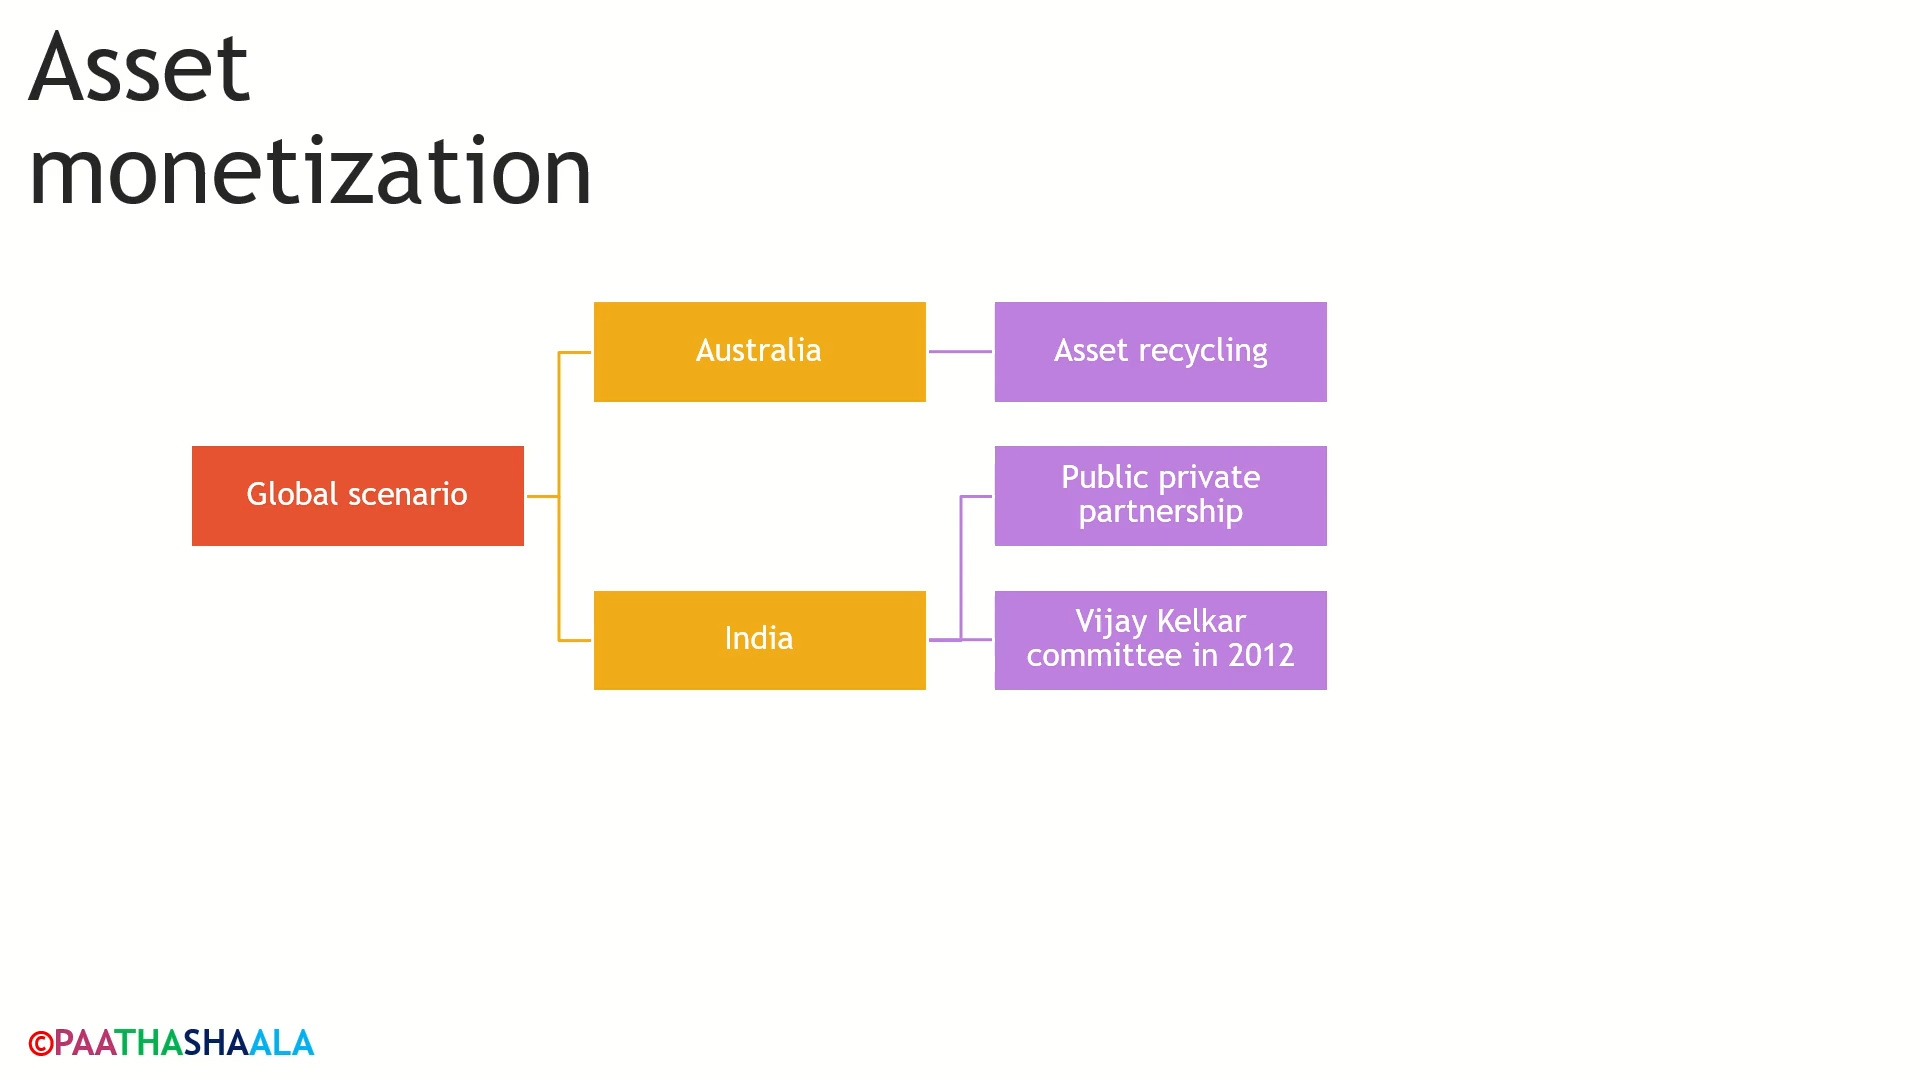 Asset
monetization
Australia
Asset recycling
Global scenario
Public private
partnership
India
Vijay Kelkar
committee in 2012
©PAATHASHAALA